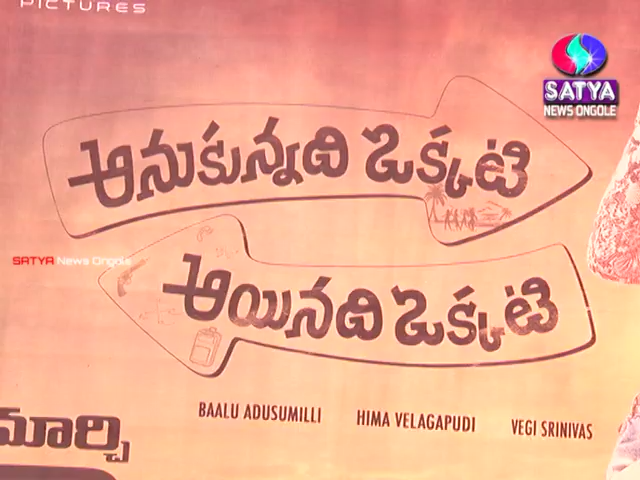 PICTURES
SATYA
NEWS ONGOLE
అనుకున్నది ఒక్కటి
SATYA News Ongole
అయినది ఒక్కటి
BAALU ADUSUMILLI HIMA VELAGAPUDI VEGI SRINIVAS
మార్చి